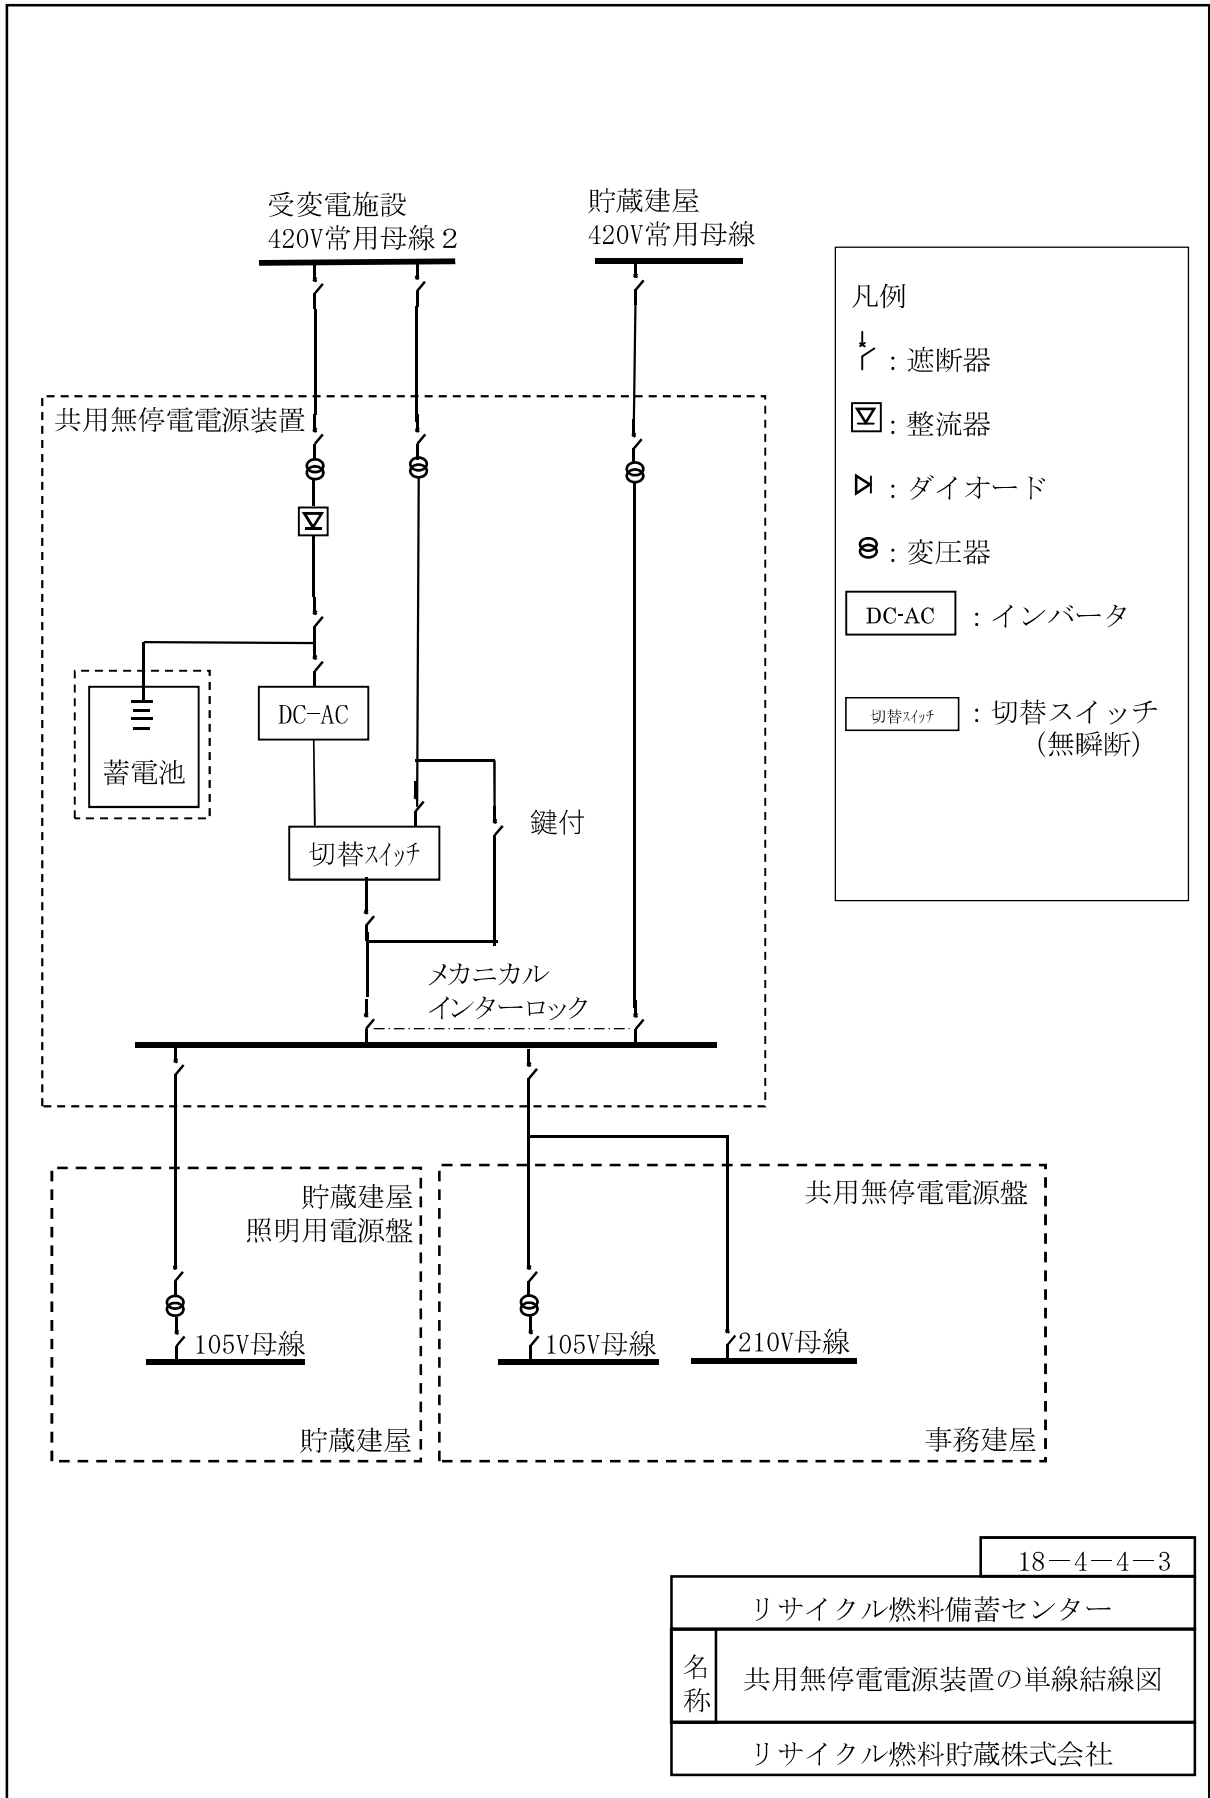 受変電施設
420V常用母線２
貯蔵建屋
420V常用母線
凡例
：遮断器
：整流器
：ダイオード
：変圧器
DC-AC
：インバータ
切替スイッチ
：切替スイッチ
(無瞬断)
共用無停電電源装置
DC－AC
蓄電池
切替スイッチ
鍵付
メカニカル
インターロック
貯蔵建屋
照明用電源盤
105V母線
貯蔵建屋
共用無停電電源盤
105V母線
210V母線
事務建屋
18－4－4－3
リサイクル燃料備蓄センター
名称
共用無停電電源装置の単線結線図
リサイクル燃料貯蔵株式会社